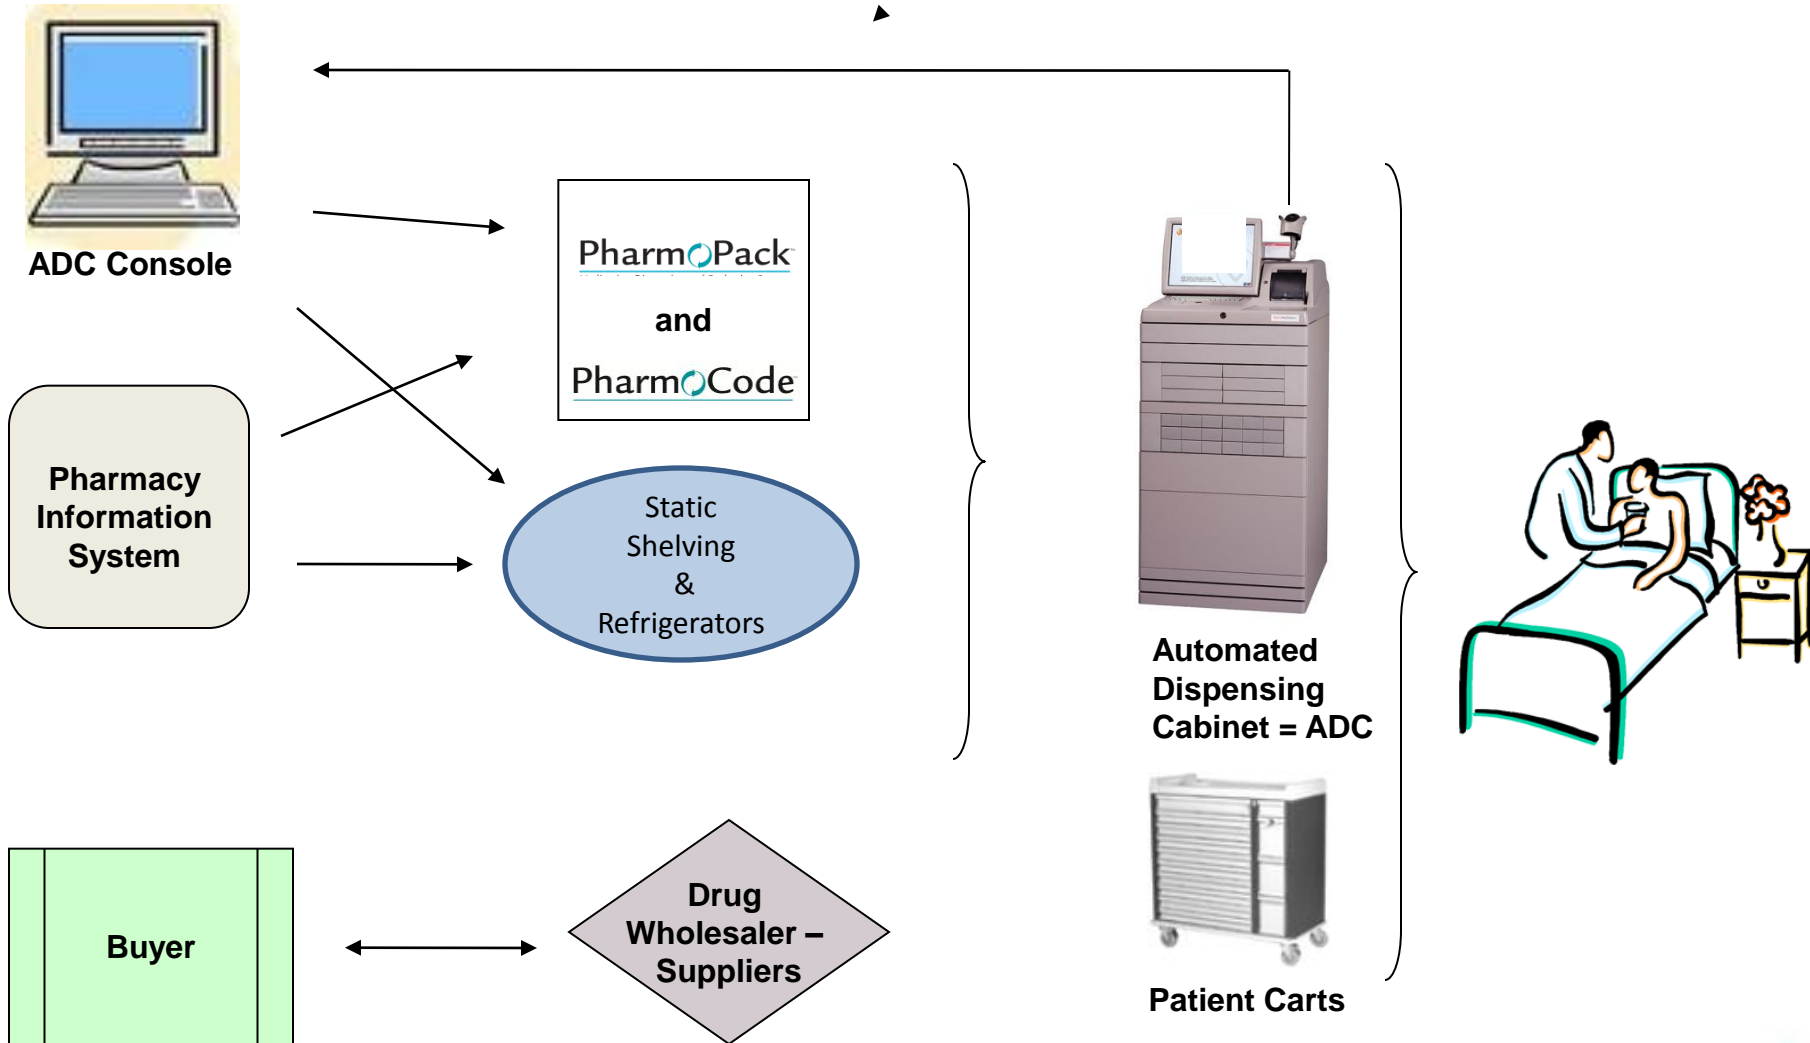 ADC Console
PharmoPack
and
PharmoCode
Pharmacy
Information
System
Static
Shelving
&
Refrigerators
Automated
Dispensing
Cabinet = ADC
Buyer
Drug
Wholesaler –
Suppliers
Patient Carts